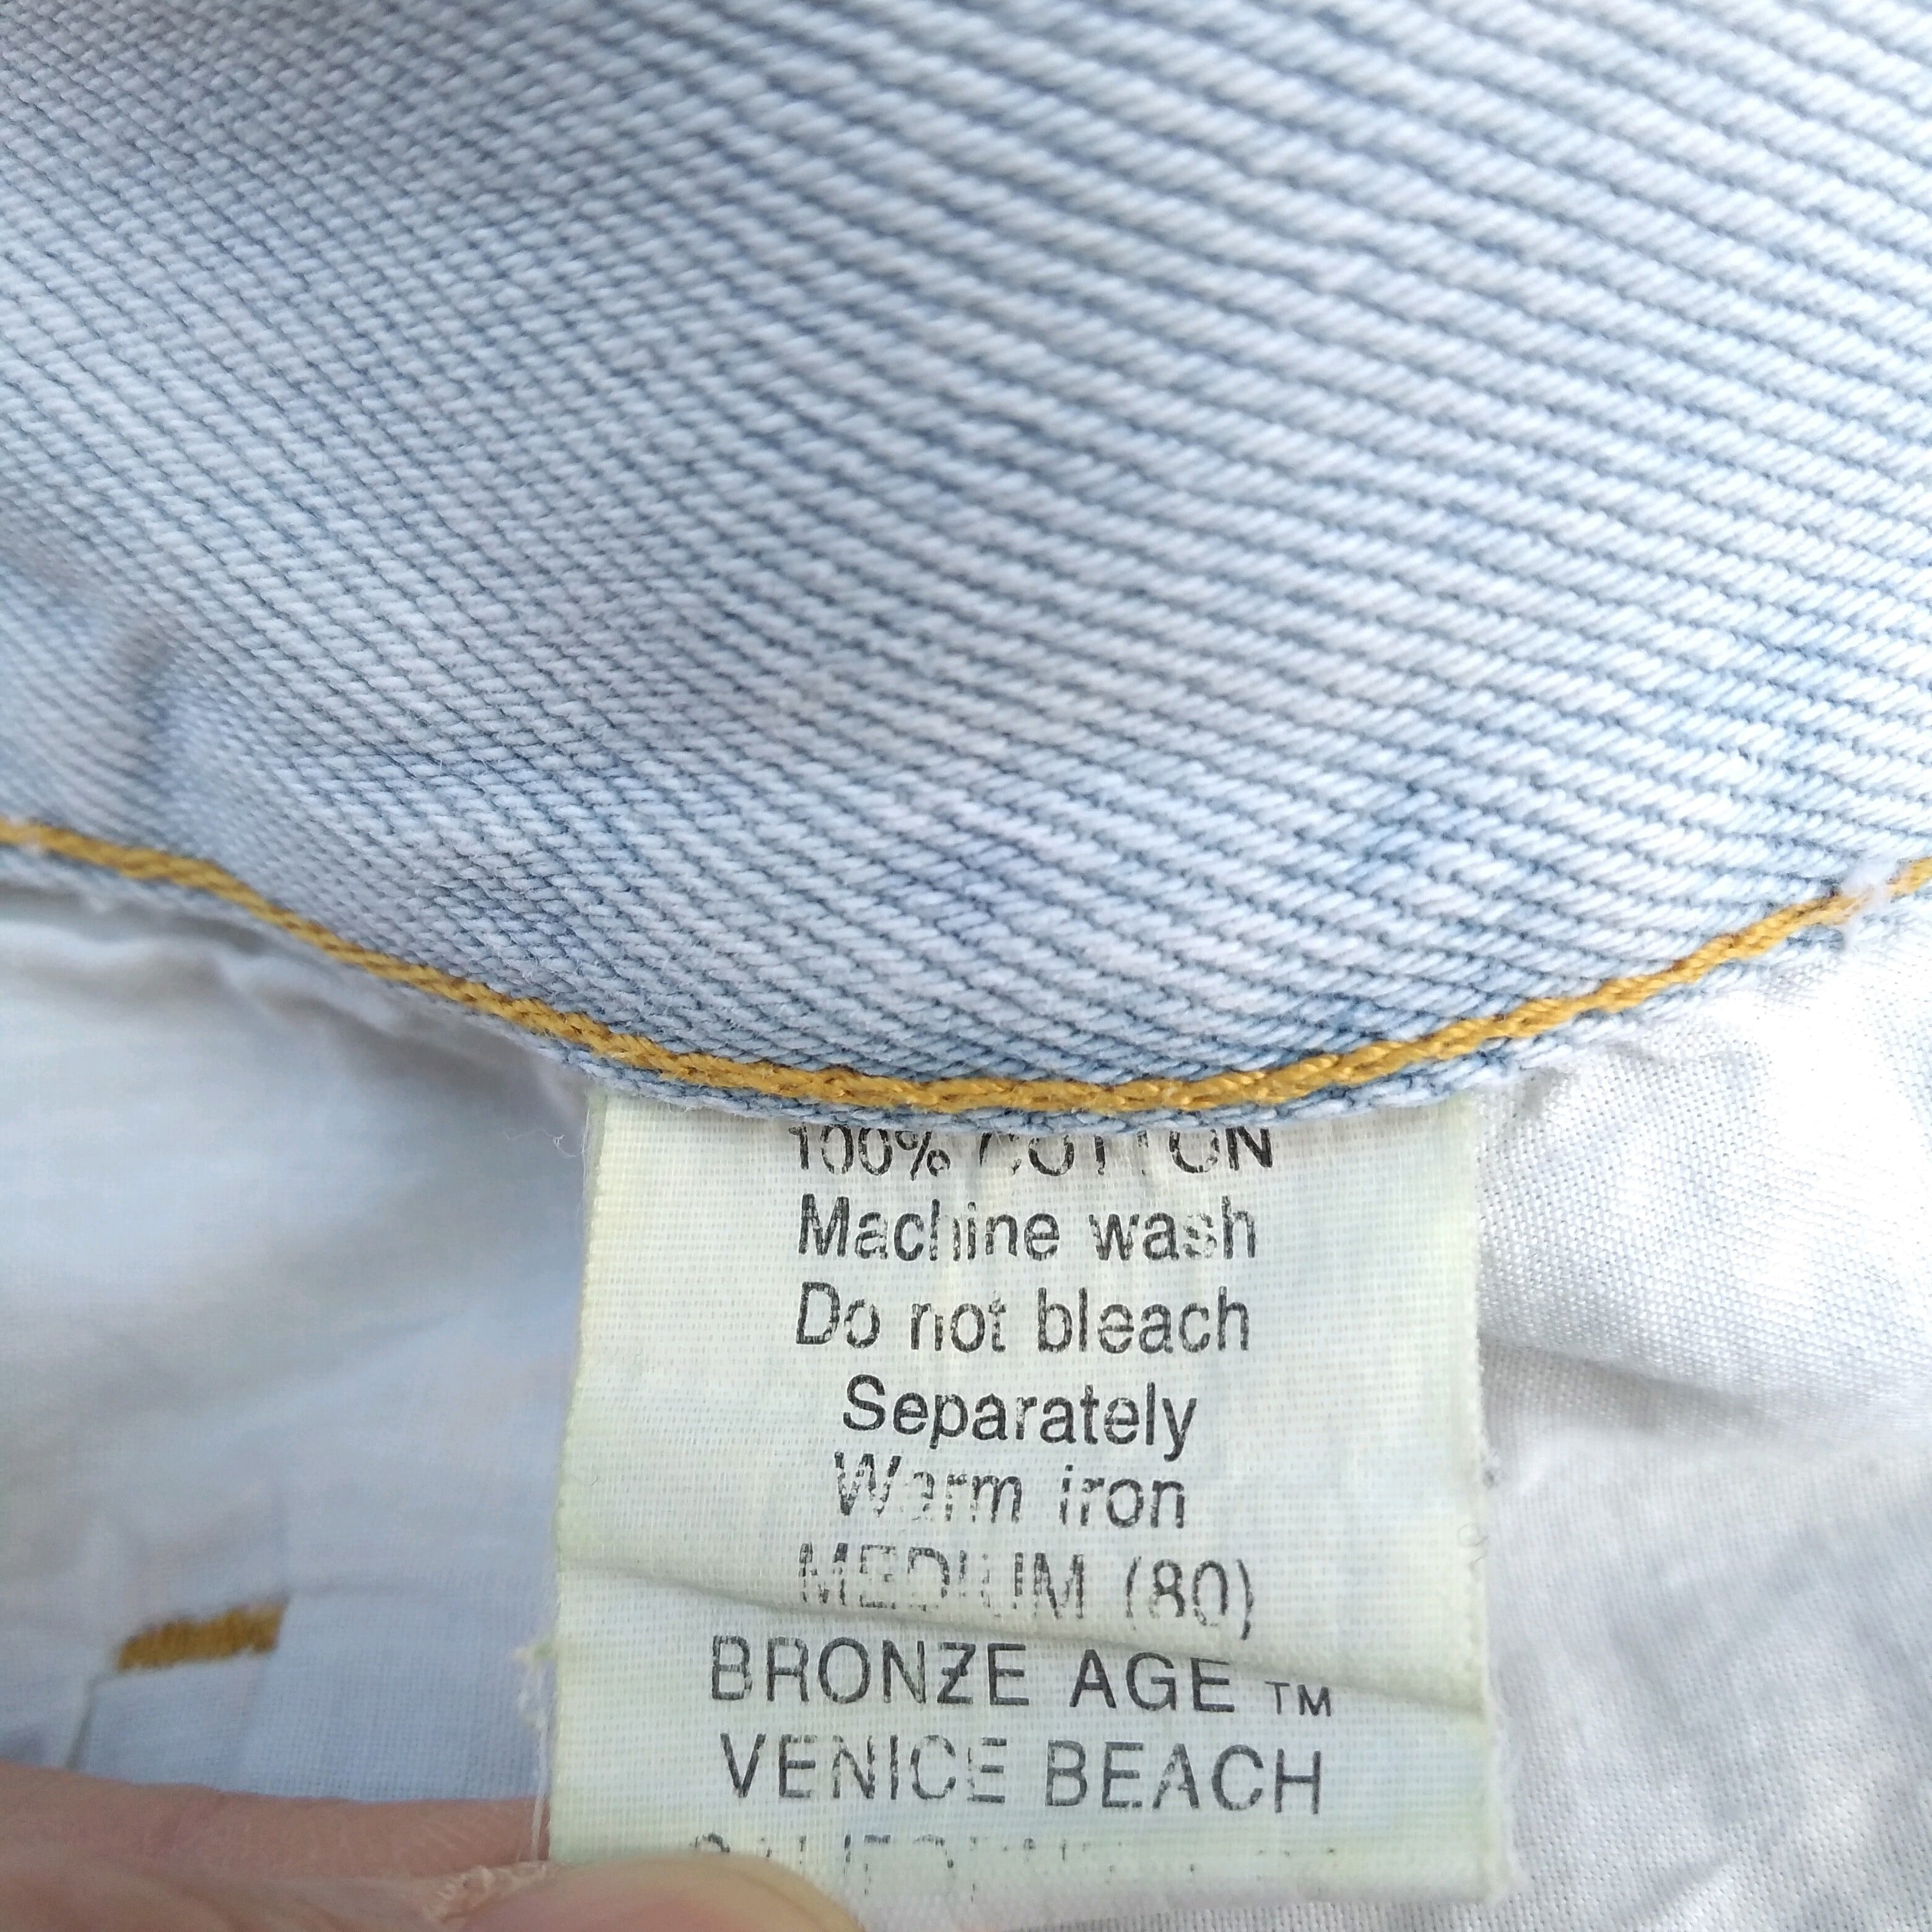 100% COTTON
Machine wash
Do not bleach
Separately
Warm iron
MEDIUM (80)
BRONZE AGE TM
VENICE BEACH